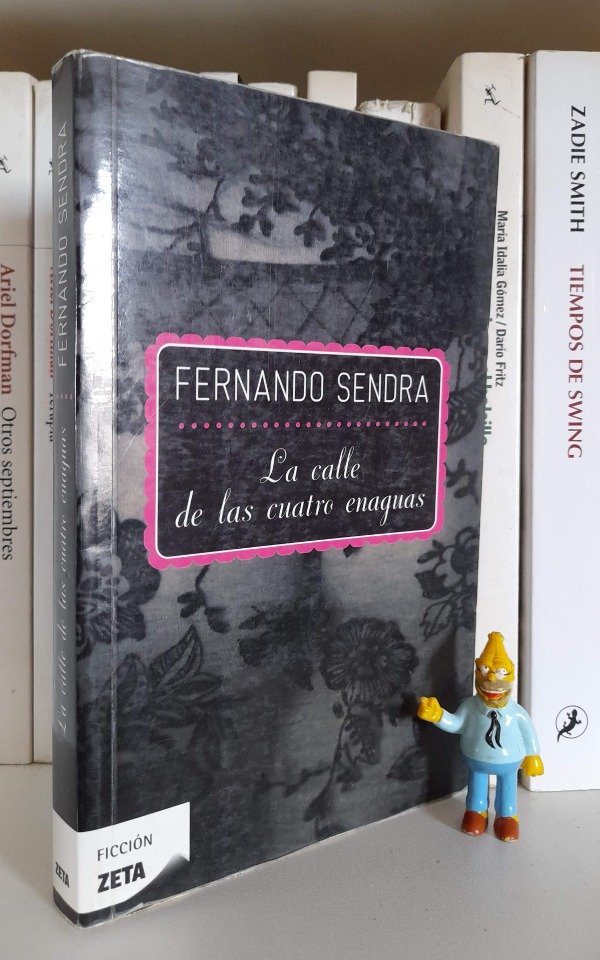 FERNANDO SENDRA
La calle
de las cuatro enaguas
FICCIÓN
ZETA
La calle de las cuatro enaguas FERNANDO SENDRA
ZETA
Ariel Dorfman Otros septiembres
María Idalia Gómez / Darío Fritz
ZADIE SMITH TIEMPOS DE SWING